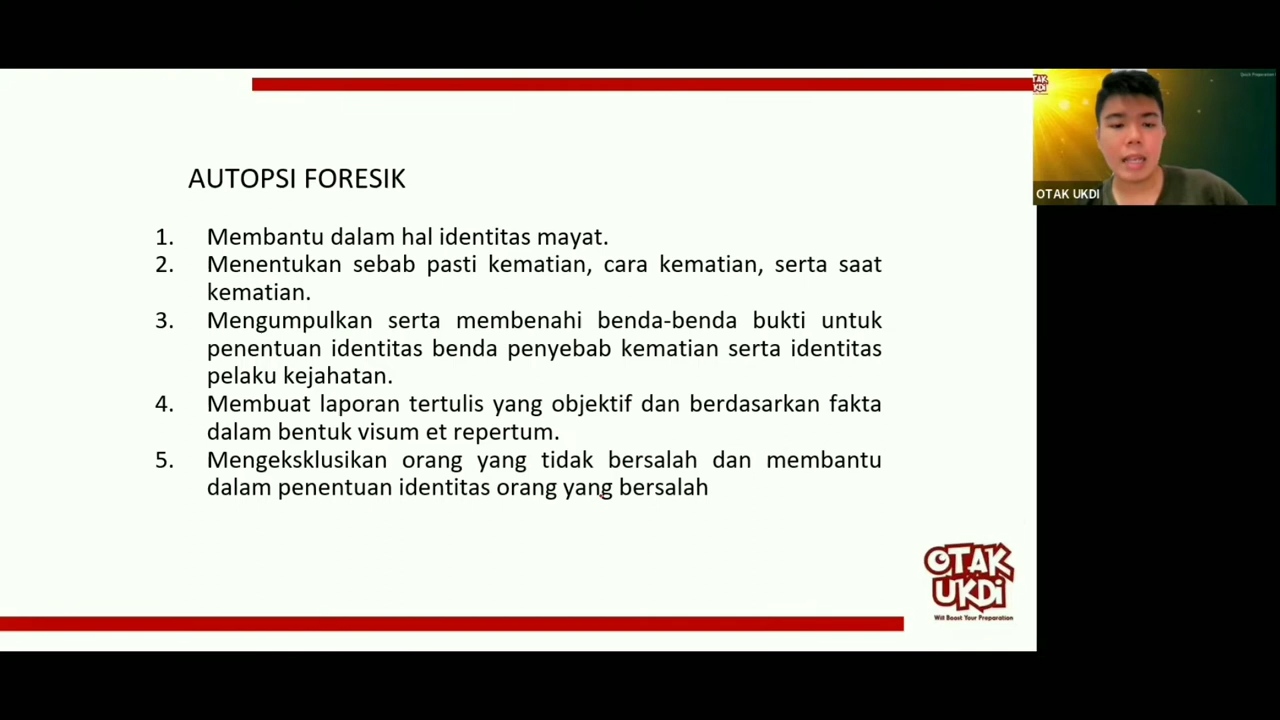 AUTOPSI FORESIK
1. Membantu dalam hal identitas mayat.
2. Menentukan sebab pasti kematian, cara kematian, serta saat
kematian.
3. Mengumpulkan serta membenahi benda-benda bukti untuk
penentuan identitas benda penyebab kematian serta identitas
pelaku kejahatan.
4. Membuat laporan tertulis yang objektif dan berdasarkan fakta
dalam bentuk visum et repertum.
5. Mengeksklusikan orang yang tidak bersalah dan membantu
dalam penentuan identitas orang yang bersalah
OTAK UKDI
OTAK
UKDi
Will Boost Your Preparation